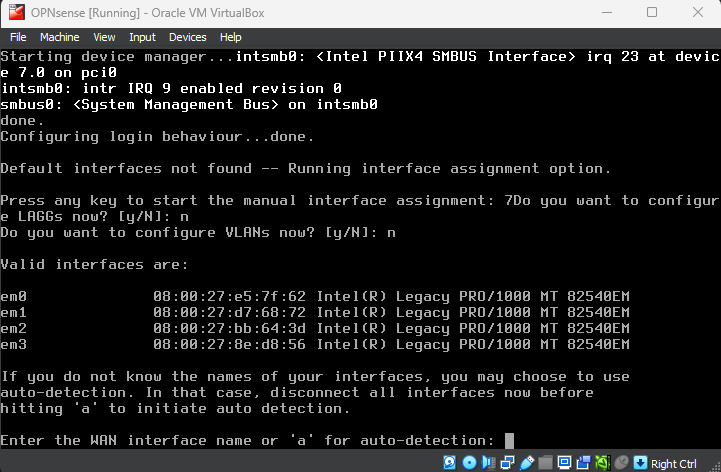 OPNsense [Running] - Oracle VM VirtualBox
File Machine View Input Devices Help
Starting device manager...intsmb0: <Intel PIIX4 SMBUS Interface> irq 23 at devic
e 7.0 on pci0
intsmb0: intr IRQ 9 enabled revision 0
smbus0: <System Management Bus> on intsmb0
done.
Configuring login behaviour...done.
Default interfaces not found -- Running interface assignment option.
Press any key to start the manual interface assignment: 7Do you want to configur
e LAGGs now? [y/N]: n
Do you want to configure VLANs now? [y/N]: n
Valid interfaces are:
em0 08:00:27:e5:7f:62 Intel(R) Legacy PRO/1000 MT 82540EM
em1 08:00:27:d7:68:72 Intel(R) Legacy PRO/1000 MT 82540EM
em2 08:00:27:bb:64:3d Intel(R) Legacy PRO/1000 MT 82540EM
em3 08:00:27:8e:d8:56 Intel(R) Legacy PRO/1000 MT 82540EM
If you do not know the names of your interfaces, you may choose to use
auto-detection. In that case, disconnect all interfaces now before
hitting 'a' to initiate auto detection.
Enter the WAN interface name or 'a' for auto-detection:
Right Ctrl